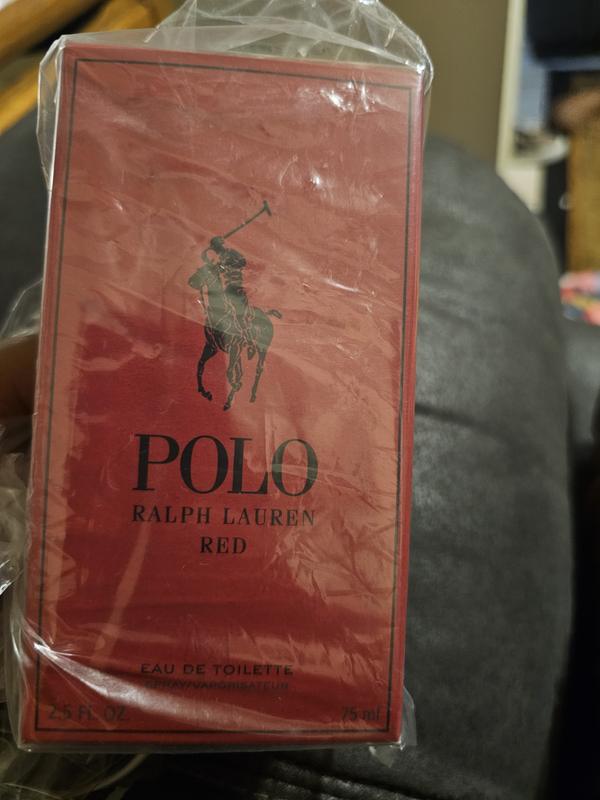 POLO
RALPH LAUREN
RED
EAU DE TOILETTE
SPRAY/VAPORISATEUR
2.5 FL. OZ. 75 ml